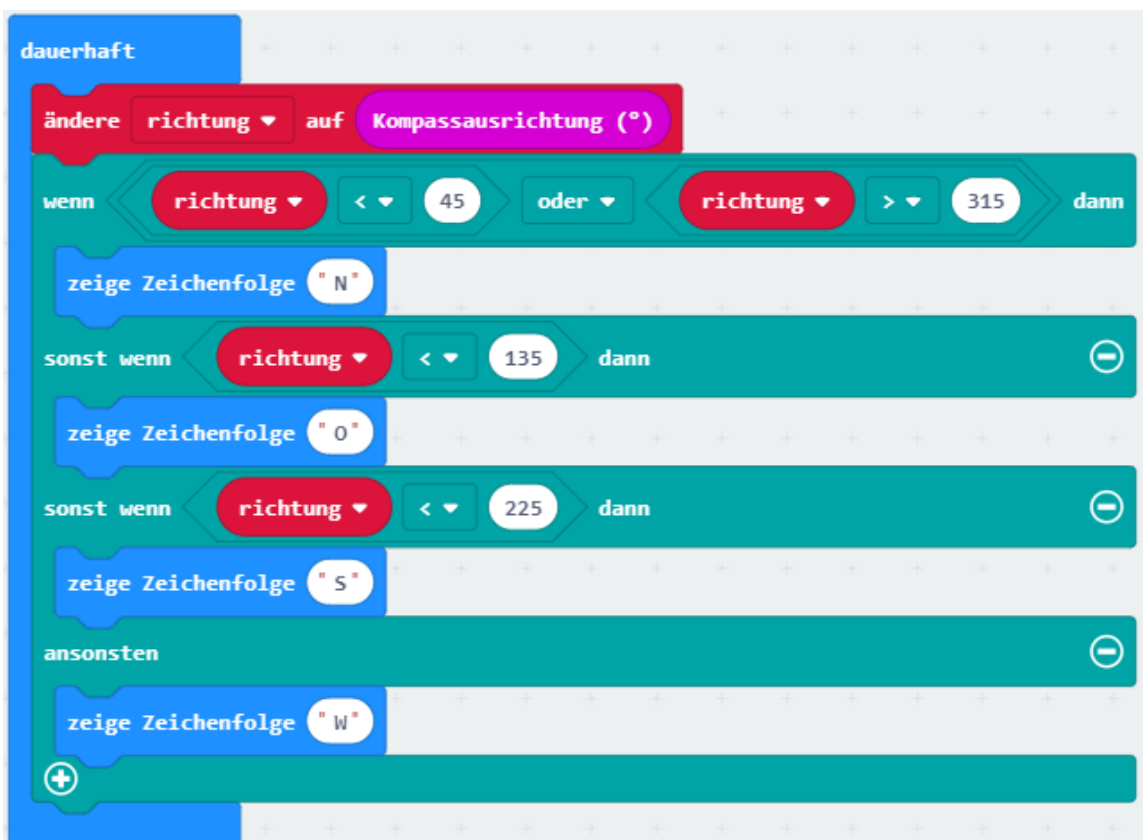 dauerhaft
ändere richtung auf Kompassausrichtung (°)
wenn richtung < 45 oder richtung > 315 dann
zeige Zeichenfolge "N"
sonst wenn richtung < 135 dann
zeige Zeichenfolge "O"
sonst wenn richtung < 225 dann
zeige Zeichenfolge "S"
ansonsten
zeige Zeichenfolge "W"